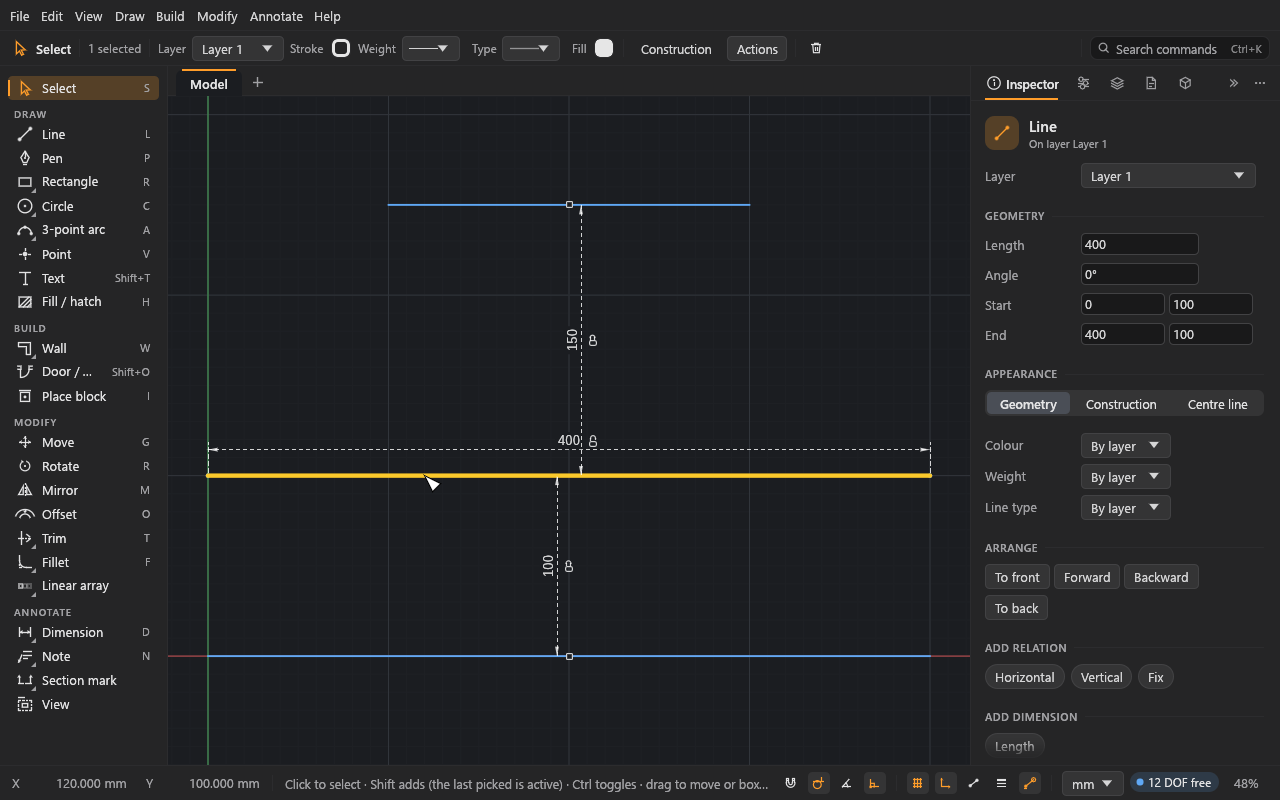 File Edit View Draw Build Modify Annotate Help
Select 1 selected Layer Layer 1 Stroke Weight Type Fill Construction Actions Search commands Ctrl+K
Select S
DRAW
Line L
Pen P
Rectangle R
Circle C
3-point arc A
Point V
Text Shift+T
Fill / hatch H
BUILD
Wall W
Door / ... Shift+O
Place block I
MODIFY
Move G
Rotate R
Mirror M
Offset O
Trim T
Fillet F
Linear array
ANNOTATE
Dimension D
Note N
Section mark
View
Model
150
400
100
Inspector
Line
On layer Layer 1
Layer Layer 1
GEOMETRY
Length 400
Angle 0°
Start 0 100
End 400 100
APPEARANCE
Geometry Construction Centre line
Colour By layer
Weight By layer
Line type By layer
ARRANGE
To front Forward Backward
To back
ADD RELATION
Horizontal Vertical Fix
ADD DIMENSION
Length
X 120.000 mm Y 100.000 mm Click to select · Shift adds (the last picked is active) · Ctrl toggles · drag to move or box... mm 12 DOF free 48%